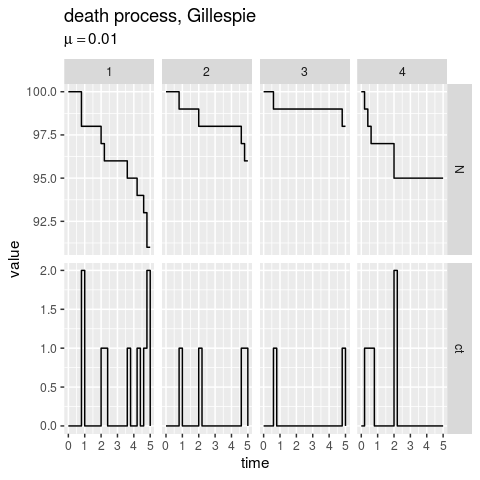 death process, Gillespie
μ = 0.01
1 2 3 4
100.0
97.5
95.0
92.5
N
value
2.0
1.5
1.0
0.5
0.0
ct
0 1 2 3 4 5 0 1 2 3 4 5 0 1 2 3 4 5 0 1 2 3 4 5
time